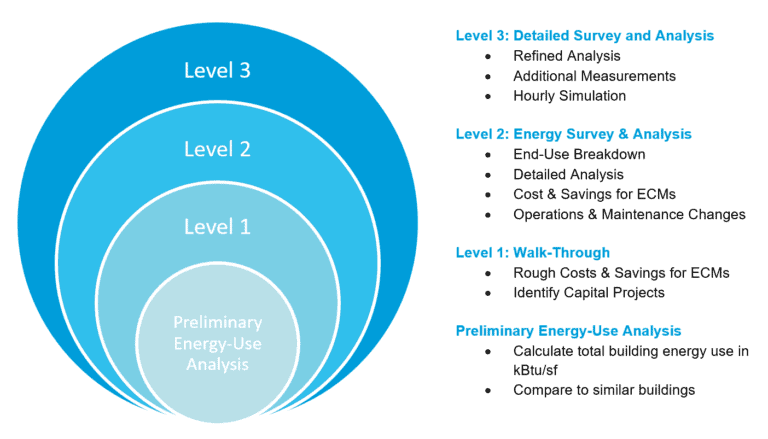 Level 3
Level 2
Level 1
Preliminary
Energy-Use
Analysis
Level 3: Detailed Survey and Analysis
• Refined Analysis
• Additional Measurements
• Hourly Simulation
Level 2: Energy Survey & Analysis
• End-Use Breakdown
• Detailed Analysis
• Cost & Savings for ECMs
• Operations & Maintenance Changes
Level 1: Walk-Through
• Rough Costs & Savings for ECMs
• Identify Capital Projects
Preliminary Energy-Use Analysis
• Calculate total building energy use in
kBtu/sf
• Compare to similar buildings